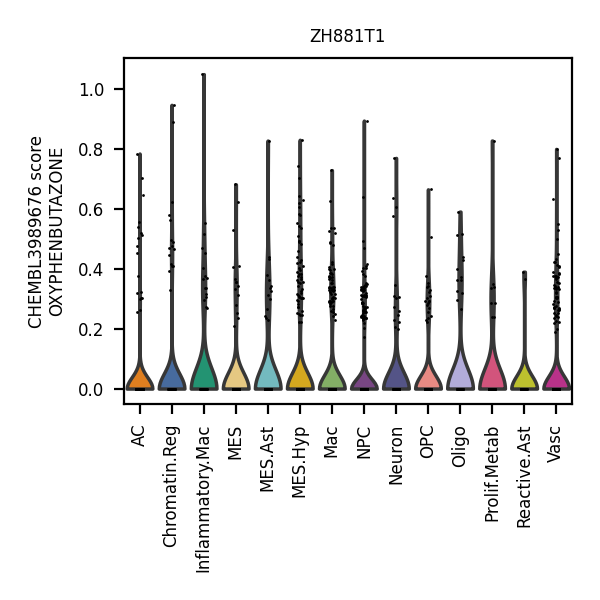 ZH881T1
CHEMBL3989676 score
OXYPHENBUTAZONE
1.0
0.8
0.6
0.4
0.2
0.0
AC
Chromatin.Reg
Inflammatory.Mac
MES
MES.Ast
MES.Hyp
Mac
NPC
Neuron
OPC
Oligo
Prolif.Metab
Reactive.Ast
Vasc